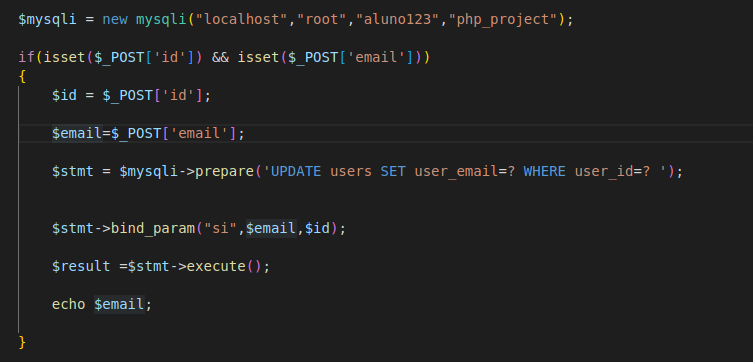 $mysqli = new mysqli("localhost","root","aluno123","php_project");
if(isset($_POST['id']) && isset($_POST['email']))
{
$id = $_POST['id'];
$email=$_POST['email'];
$stmt = $mysqli->prepare('UPDATE users SET user_email=? WHERE user_id=? ');
$stmt->bind_param("si",$email,$id);
$result =$stmt->execute();
echo $email;
}